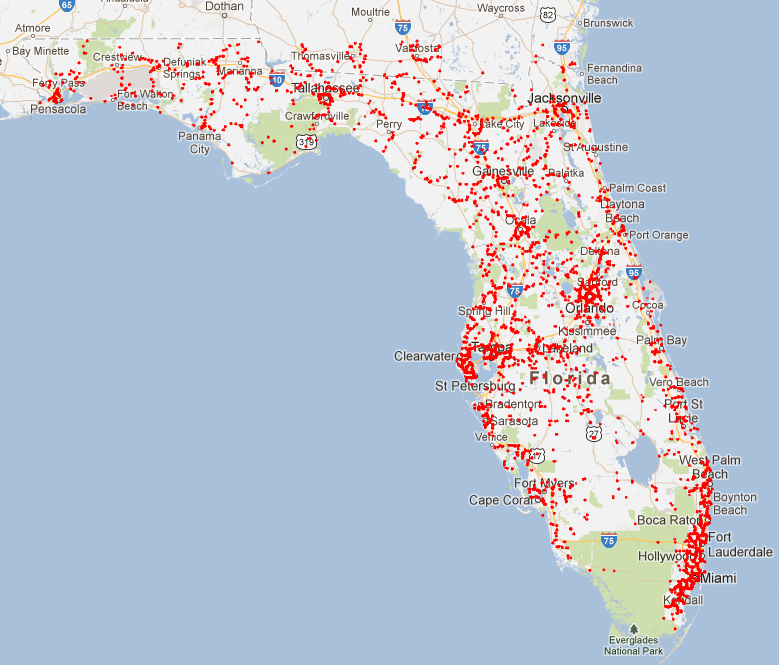 65
Dothan
Moultrie
Waycross
82
Atmore
75
Brunswick
Bay Minette
Crestview
Valdosta
95
Defuniak
Springs
Marianna
Thomasville
Fernandina
Beach
Ferry Pass
10
Tallahassee
Jacksonville
Fort Walton
Beach
Pensacola
Crawfordville
Perry
Lake City
Lakeside
Panama
City
319
75
St Augustine
Gainesville
Palatka
Palm Coast
Daytona
Beach
Ocala
Port Orange
Deltona
95
Sanford
75
Cocoa
Spring Hill
Orlando
Kissimmee
Palm Bay
Clearwater
Tampa
Lakeland
St Petersburg
Florida
Vero Beach
Bradenton
Port St
Lucie
Sarasota
Venice
27
17
West Palm
Beach
Fort Myers
Cape Coral
Boynton
Beach
Boca Raton
75
Fort
Lauderdale
Hollywood
Miami
Kendall
Everglades
National Park